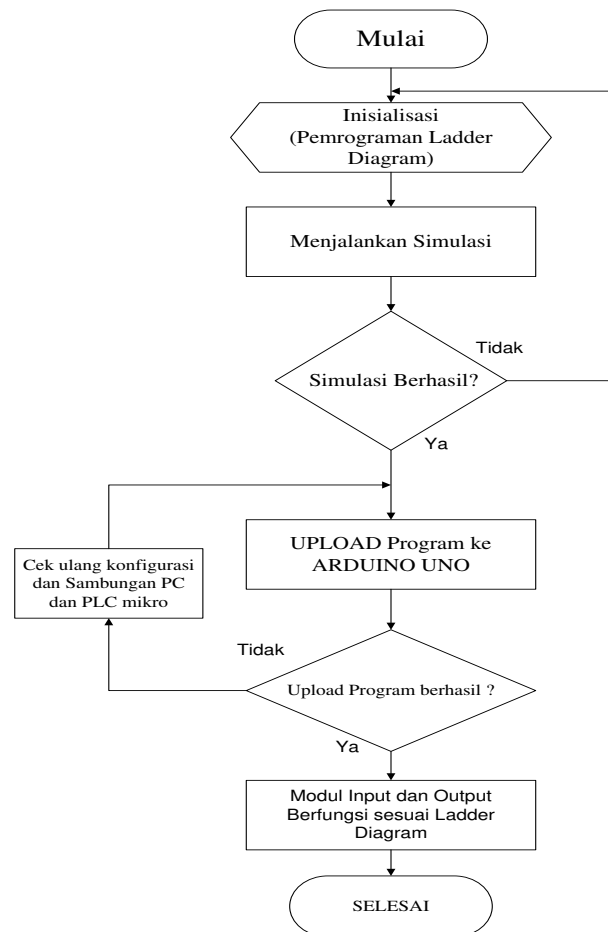 Mulai
Inisialisasi
(Pemrograman Ladder
Diagram)
Menjalankan Simulasi
Tidak
Simulasi Berhasil?
Ya
UPLOAD Program ke
ARDUINO UNO
Cek ulang konfigurasi
dan Sambungan PC
dan PLC mikro
Tidak
Upload Program berhasil ?
Ya
Modul Input dan Output
Berfungsi sesuai Ladder
Diagram
SELESAI